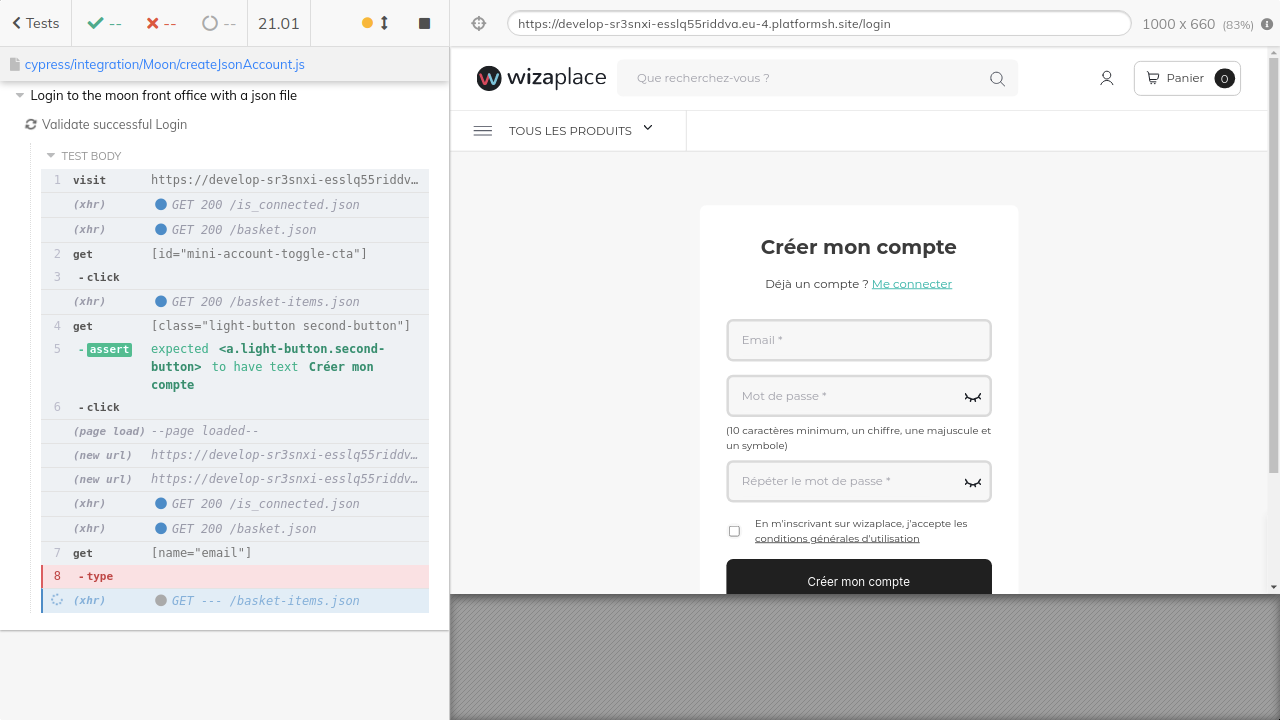 Tests
--
--
--
21.01
https://develop-sr3snxi-esslq55riddva.eu-4.platformsh.site/login
1000 x 660 (83%)
cypress/integration/Moon/createJsonAccount.js
Login to the moon front office with a json file
Validate successful Login
TEST BODY
1 visit https://develop-sr3snxi-esslq55riddv…
(xhr) GET 200 /is_connected.json
(xhr) GET 200 /basket.json
2 get [id="mini-account-toggle-cta"]
3 - click
(xhr) GET 200 /basket-items.json
4 get [class="light-button second-button"]
5 - assert expected <a.light-button.second-
button> to have text Créer mon
compte
6 - click
(page load) --page loaded--
(new url) https://develop-sr3snxi-esslq55riddv…
(new url) https://develop-sr3snxi-esslq55riddv…
(xhr) GET 200 /is_connected.json
(xhr) GET 200 /basket.json
7 get [name="email"]
8 - type
(xhr) GET --- /basket-items.json
wizaplace
Que recherchez-vous ?
Panier 0
TOUS LES PRODUITS
Créer mon compte
Déjà un compte ? Me connecter
Email *
Mot de passe *
(10 caractères minimum, un chiffre, une majuscule et
un symbole)
Répéter le mot de passe *
En m'inscrivant sur wizaplace, j'accepte les
conditions générales d'utilisation
Créer mon compte